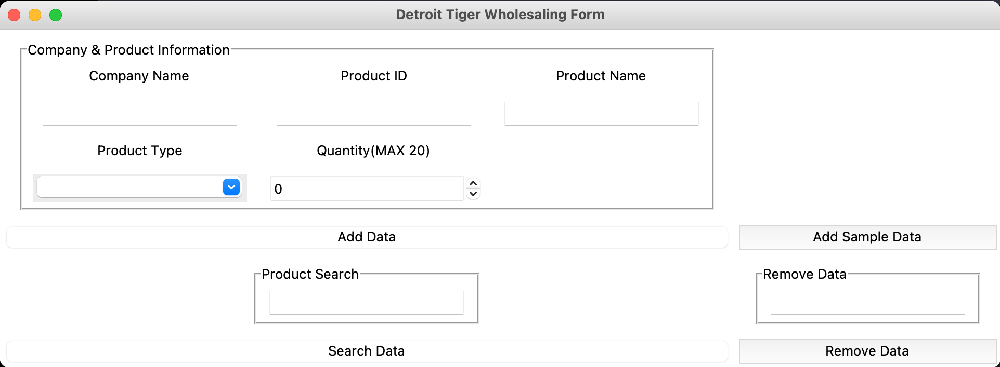 Detroit Tiger Wholesaling Form
Company & Product Information
Company Name Product ID Product Name
Product Type Quantity(MAX 20)
0
Add Data Add Sample Data
Product Search Remove Data
Search Data Remove Data